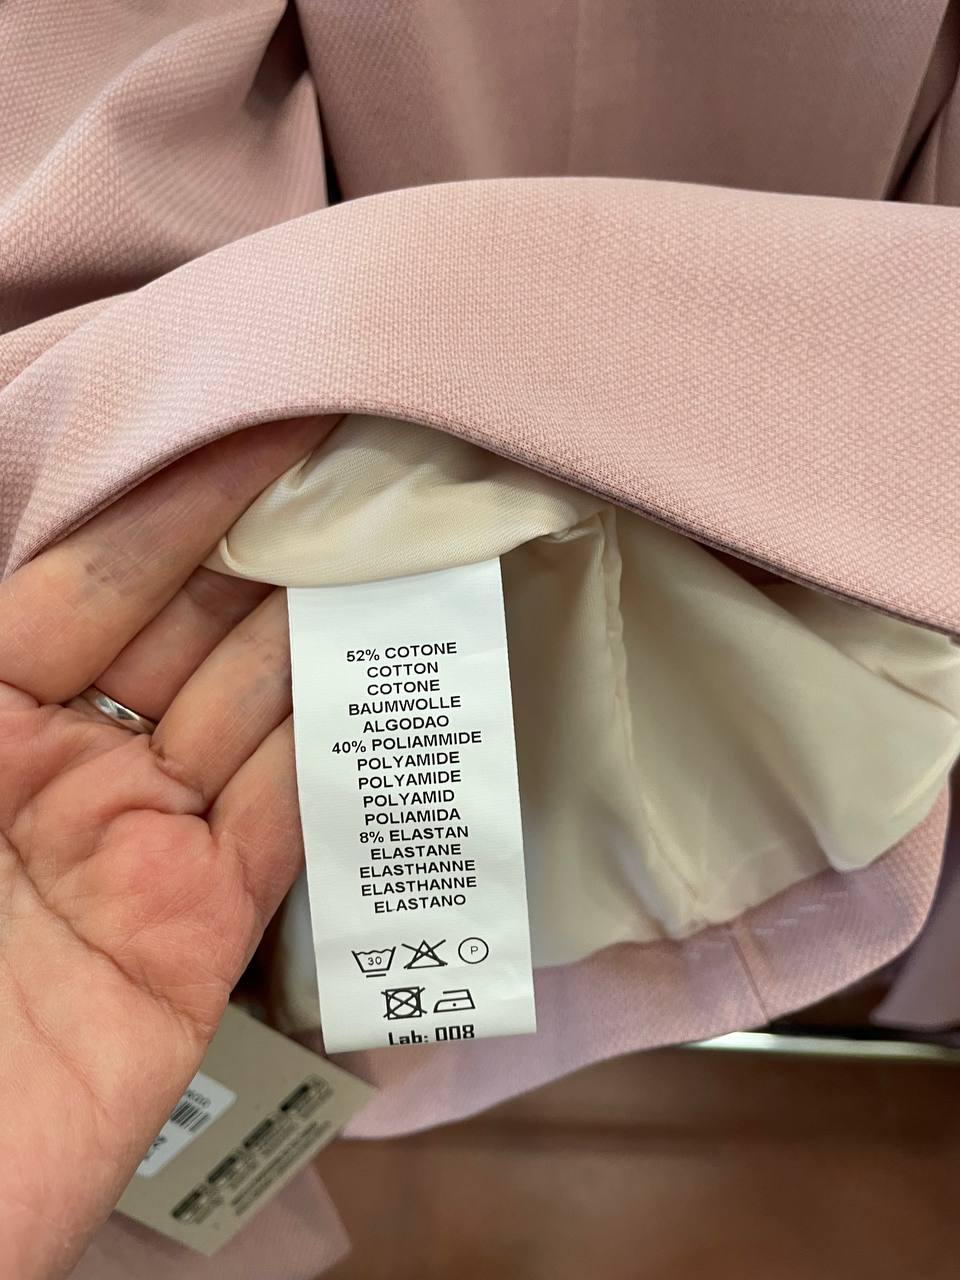 52% COTONE
COTTON
COTONE
BAUMWOLLE
ALGODAO
40% POLIAMMIDE
POLYAMIDE
POLYAMIDE
POLYAMID
POLIAMIDA
8% ELASTAN
ELASTANE
ELASTHANNE
ELASTHANNE
ELASTANO
30 P
Lab: 008